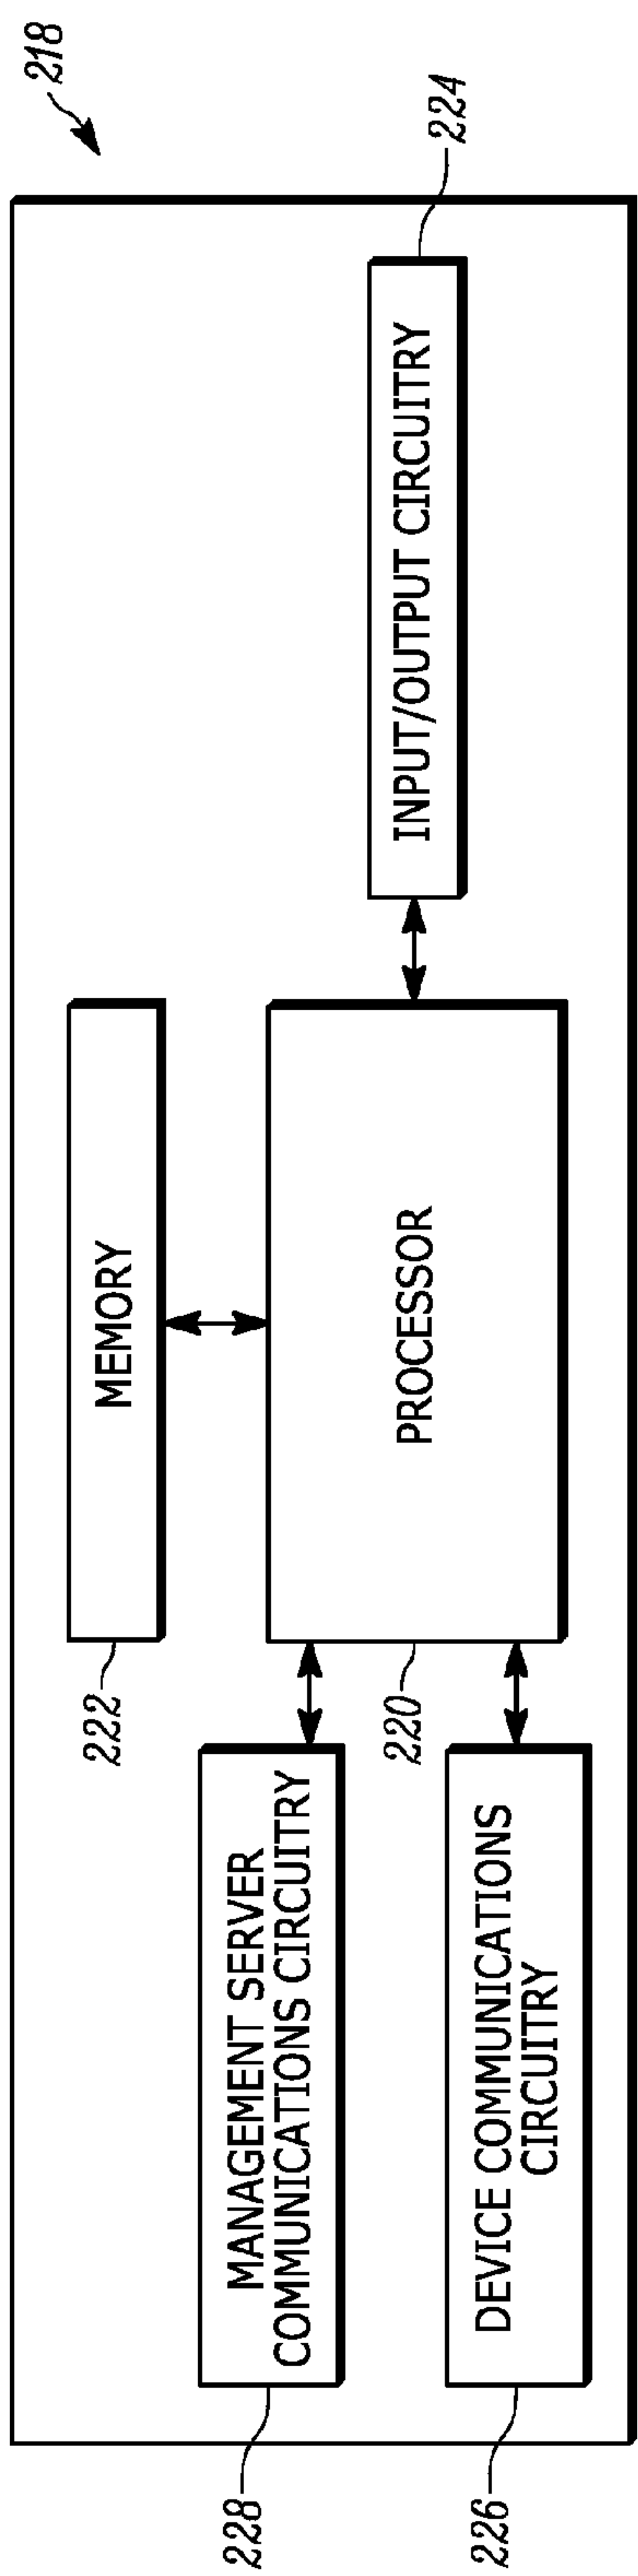 218
222
MEMORY
228
MANAGEMENT SERVER
COMMUNICATIONS CIRCUITRY
220
PROCESSOR
INPUT/OUTPUT CIRCUITRY
224
226
DEVICE COMMUNICATIONS
CIRCUITRY